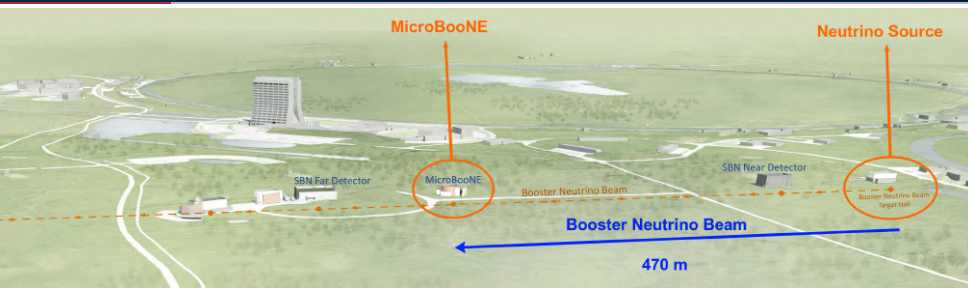 MicroBooNE
Neutrino Source
SBN Far Detector
MicroBooNE
SBN Near Detector
Booster Neutrino Beam
Booster Neutrino Beam
Target Hall
Booster Neutrino Beam
470 m